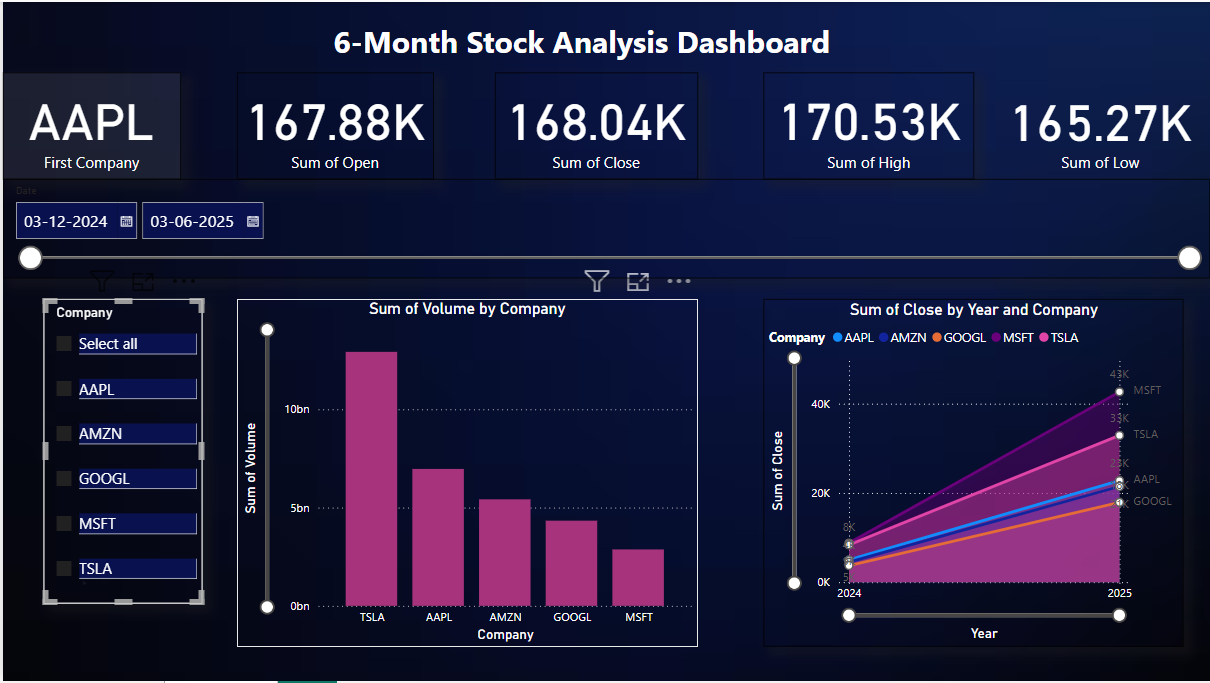 6-Month Stock Analysis Dashboard
AAPL
First Company
167.88K
Sum of Open
168.04K
Sum of Close
170.53K
Sum of High
165.27K
Sum of Low
Date
03-12-2024
03-06-2025
Company
Select all
AAPL
AMZN
GOOGL
MSFT
TSLA
Sum of Volume by Company
Sum of Volume
10bn
5bn
0bn
TSLA AAPL AMZN GOOGL MSFT
Company
Sum of Close by Year and Company
Company AAPL AMZN GOOGL MSFT TSLA
Sum of Close
43K
MSFT
40K
33K
TSLA
23K
20K
AAPL
GOOGL
8K
0K
2024 2025
Year